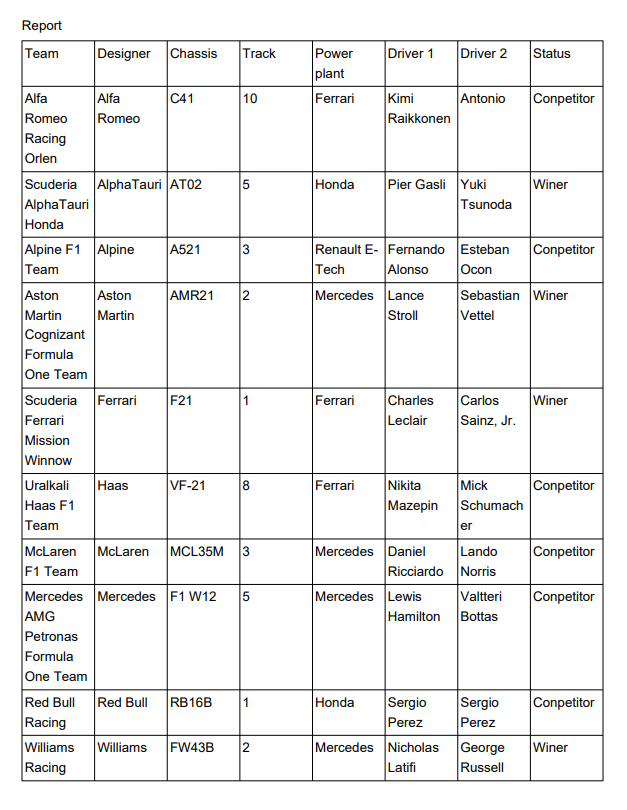 Report
Team Designer Chassis Track Power plant Driver 1 Driver 2 Status
Alfa Romeo Racing Orlen Alfa Romeo C41 10 Ferrari Kimi Raikkonen Antonio Conpetitor
Scuderia AlphaTauri Honda AlphaTauri AT02 5 Honda Pier Gasli Yuki Tsunoda Winer
Alpine F1 Team Alpine A521 3 Renault E-Tech Fernando Alonso Esteban Ocon Conpetitor
Aston Martin Cognizant Formula One Team Aston Martin AMR21 2 Mercedes Lance Stroll Sebastian Vettel Winer
Scuderia Ferrari Mission Winnow Ferrari F21 1 Ferrari Charles Leclair Carlos Sainz, Jr. Winer
Uralkali Haas F1 Team Haas VF-21 8 Ferrari Nikita Mazepin Mick Schumacher Conpetitor
McLaren F1 Team McLaren MCL35M 3 Mercedes Daniel Ricciardo Lando Norris Conpetitor
Mercedes AMG Petronas Formula One Team Mercedes F1 W12 5 Mercedes Lewis Hamilton Valtteri Bottas Conpetitor
Red Bull Racing Red Bull RB16B 1 Honda Sergio Perez Sergio Perez Conpetitor
Williams Racing Williams FW43B 2 Mercedes Nicholas Latifi George Russell Winer